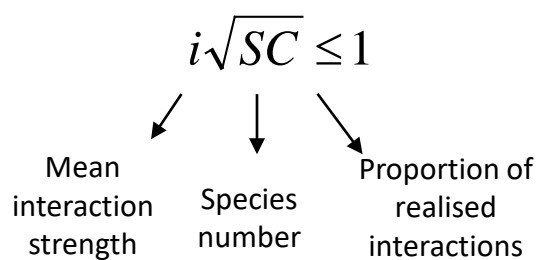 i√SC ≤ 1
Mean
interaction
strength
Species
number
Proportion of
realised
interactions